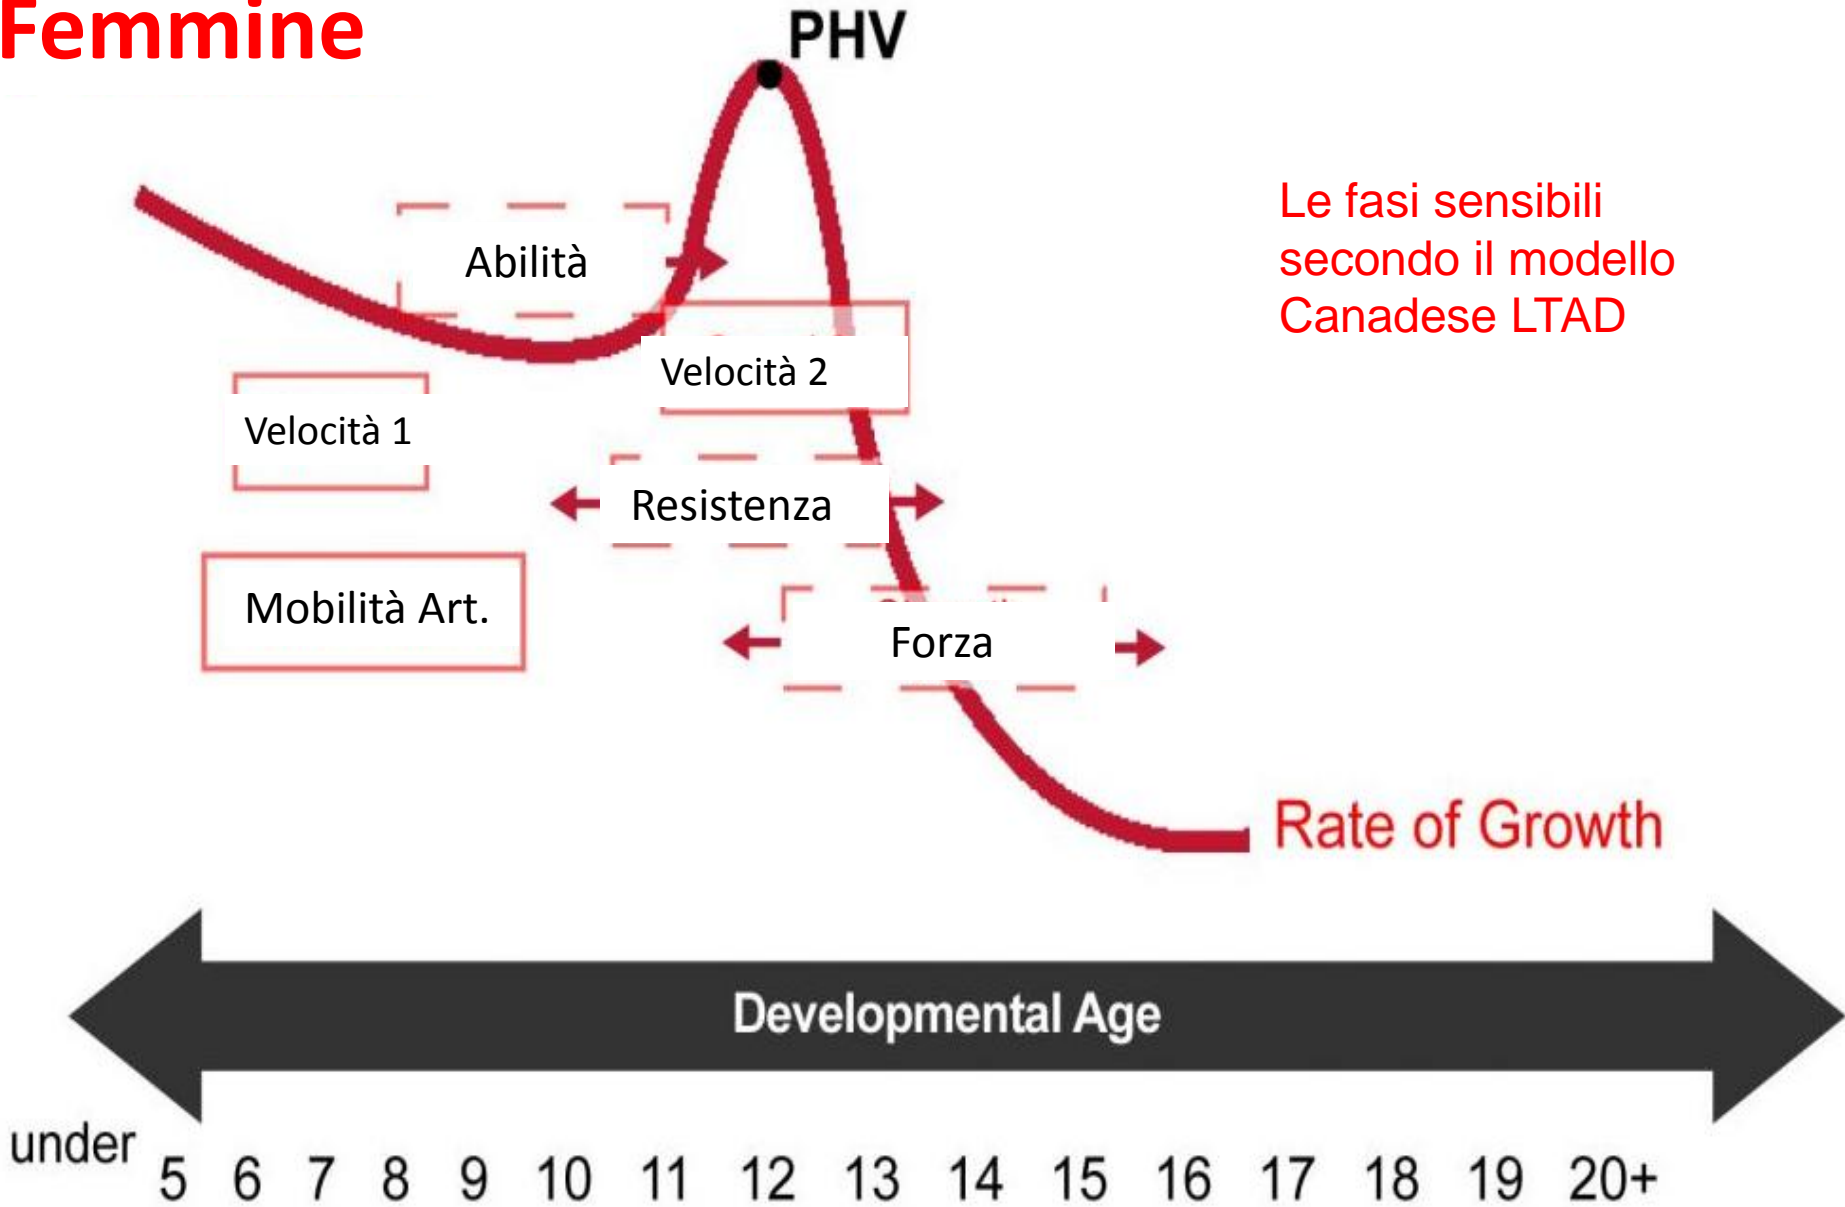 Femmine
PHV
Le fasi sensibili
secondo il modello
Canadese LTAD
Abilità
Velocità 2
Velocità 1
Resistenza
Mobilità Art.
Forza
Rate of Growth
Developmental Age
under 5 6 7 8 9 10 11 12 13 14 15 16 17 18 19 20+